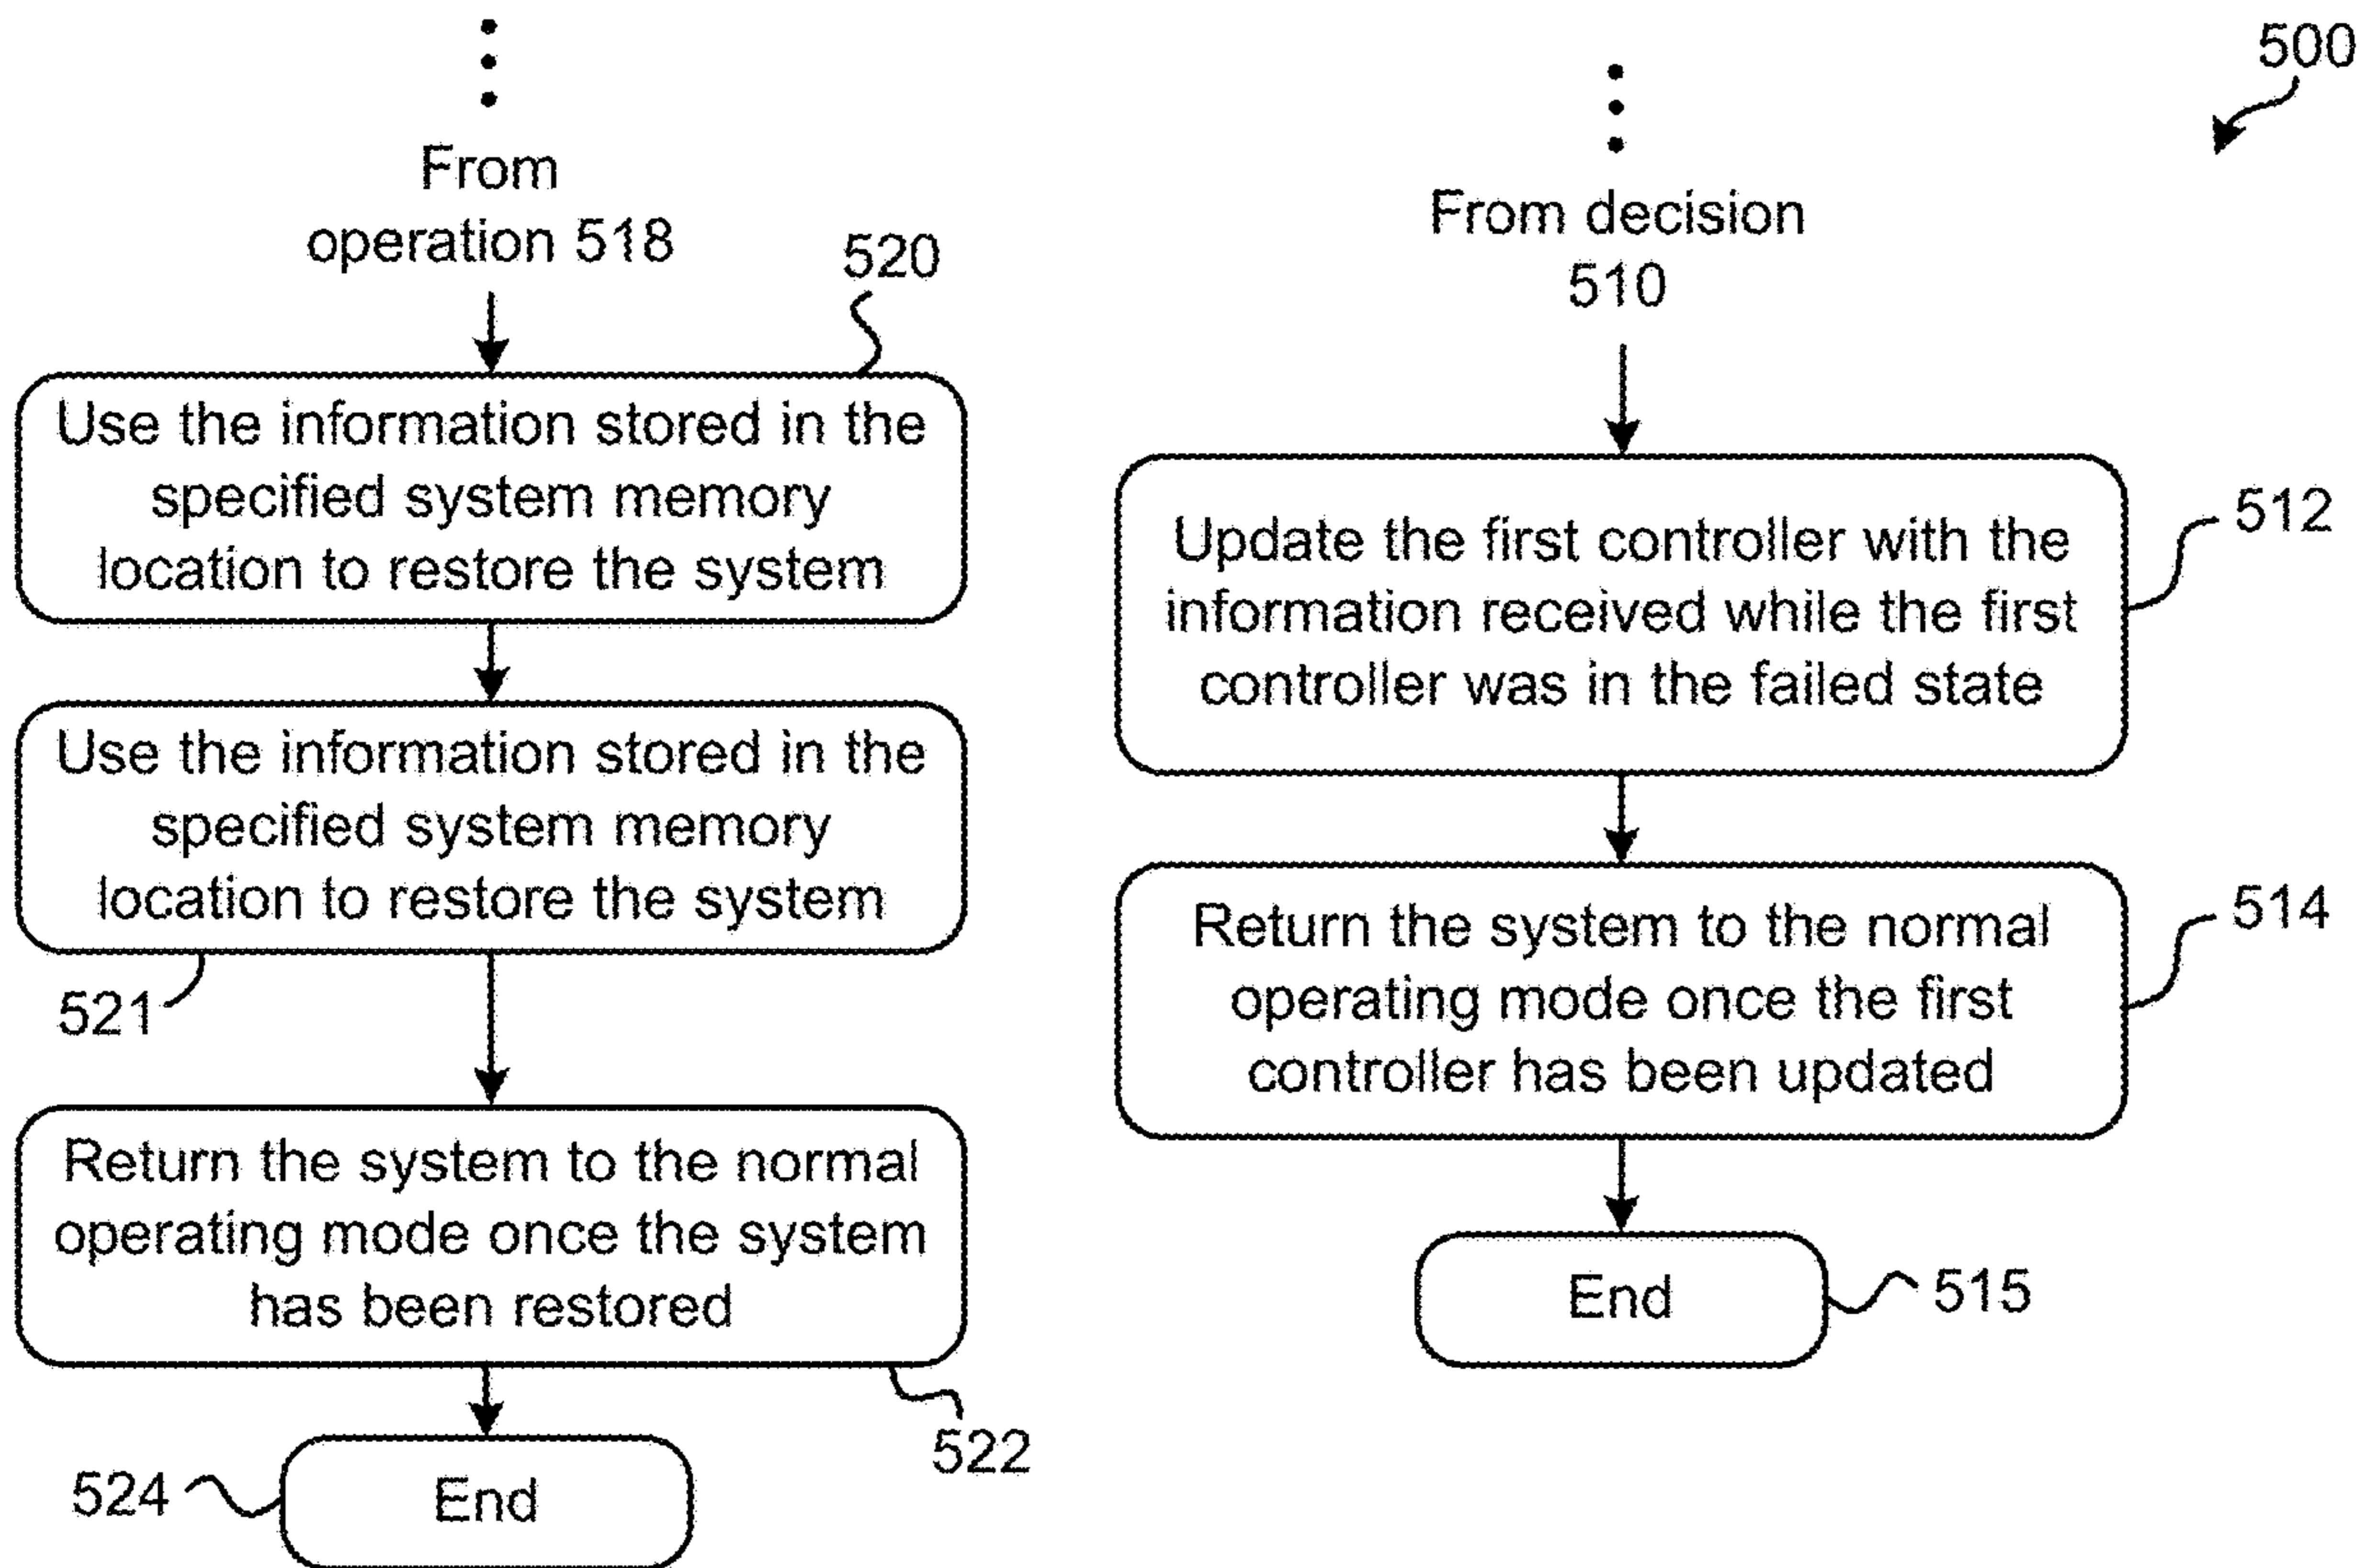 500
From
operation 518
520
Use the information stored in the
specified system memory
location to restore the system
Use the information stored in the
specified system memory
location to restore the system
521
Return the system to the normal
operating mode once the system
has been restored
522
524
End
From decision
510
Update the first controller with the
information received while the first
controller was in the failed state
512
Return the system to the normal
operating mode once the first
controller has been updated
514
End
515